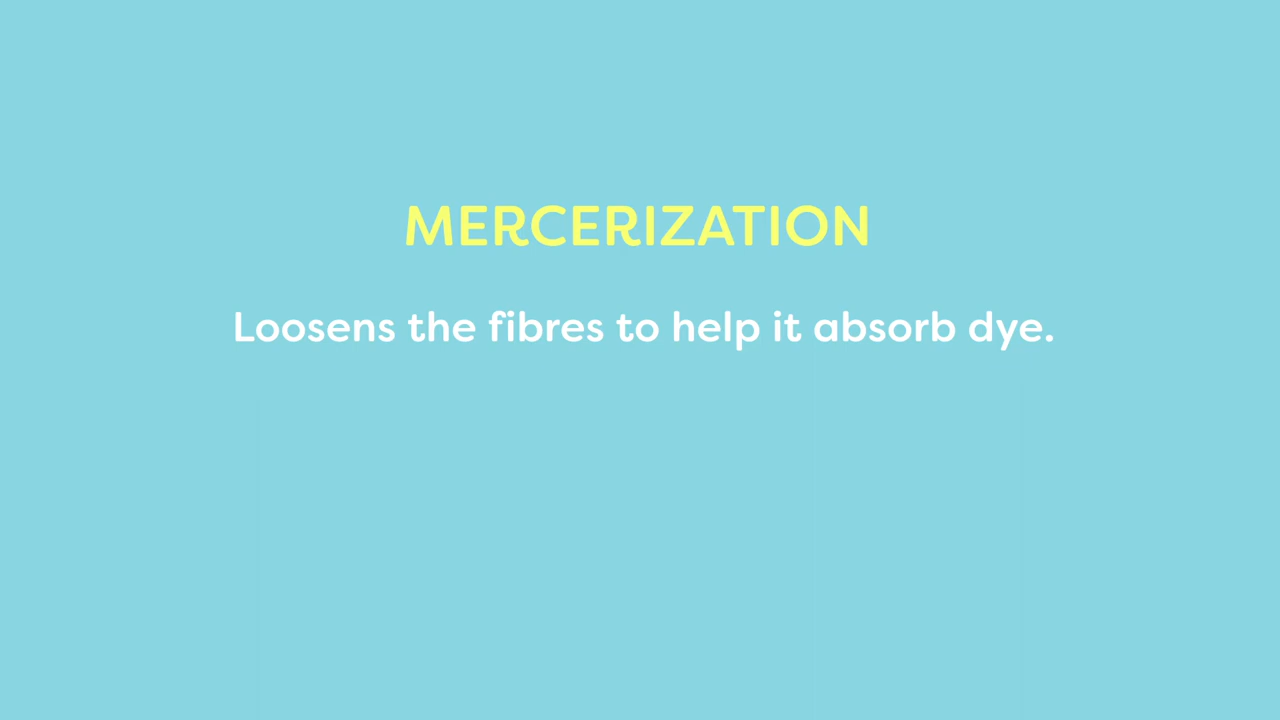 MERCERIZATION
Loosens the fibres to help it absorb dye.